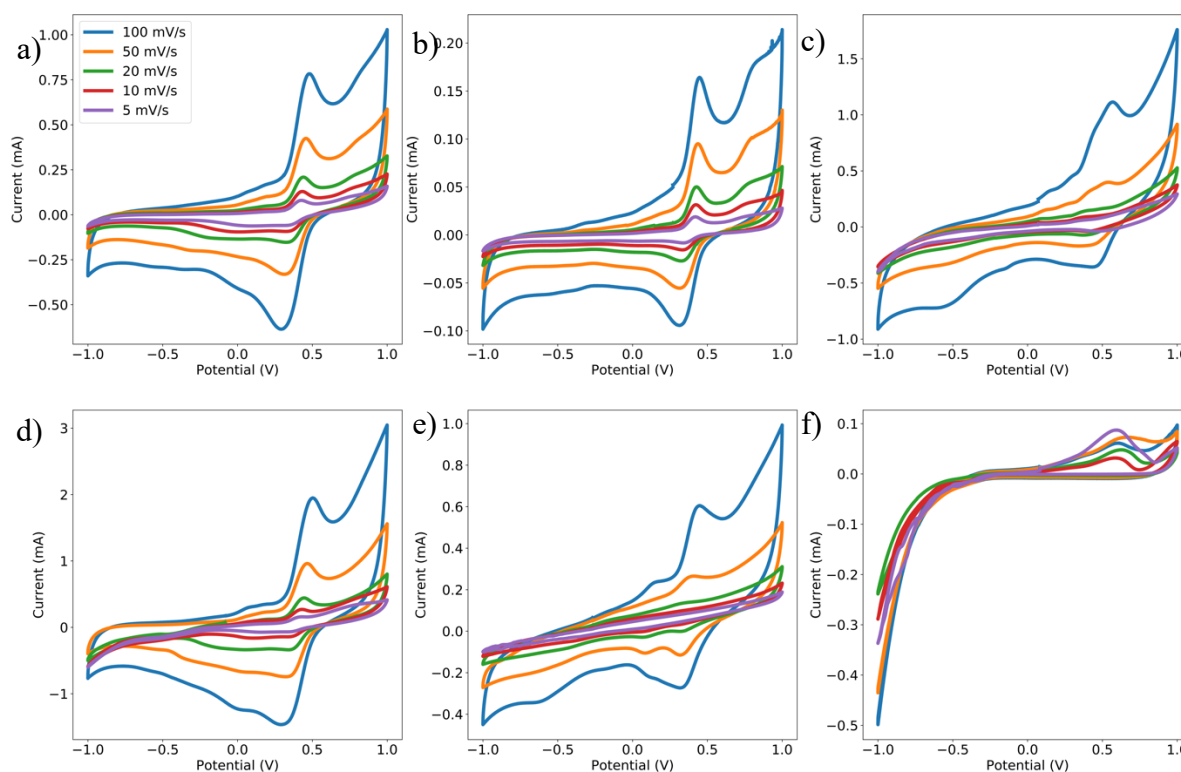 a)
100 mV/s
50 mV/s
20 mV/s
10 mV/s
5 mV/s
1.00
0.75
0.50
0.25
0.00
−0.25
−0.50
Current (mA)
−1.0 −0.5 0.0 0.5 1.0
Potential (V)
b)
0.20
0.15
0.10
0.05
0.00
−0.05
−0.10
Current (mA)
−1.0 −0.5 0.0 0.5 1.0
Potential (V)
c)
1.5
1.0
0.5
0.0
−0.5
−1.0
Current (mA)
−1.0 −0.5 0.0 0.5 1.0
Potential (V)
d)
3
2
1
0
−1
Current (mA)
−1.0 −0.5 0.0 0.5 1.0
Potential (V)
e)
1.0
0.8
0.6
0.4
0.2
0.0
−0.2
−0.4
Current (mA)
−1.0 −0.5 0.0 0.5 1.0
Potential (V)
f)
0.1
0.0
−0.1
−0.2
−0.3
−0.4
−0.5
Current (mA)
−1.0 −0.5 0.0 0.5 1.0
Potential (V)